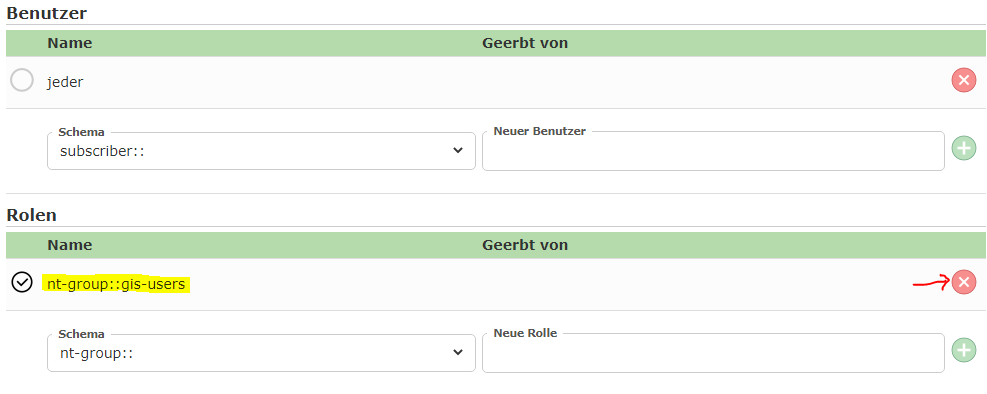 Benutzer
Name Geerbt von
jeder
Schema Neuer Benutzer
subscriber::
Rolen
Name Geerbt von
nt-group::gis-users
Schema Neue Rolle
nt-group::